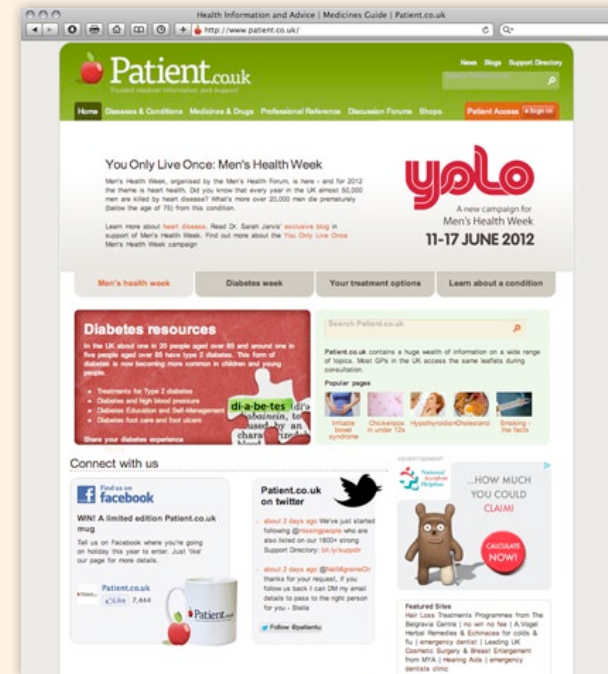 Health Information and Advice | Medicines Guide | Patient.co.uk
http://www.patient.co.uk/
Patient.co.uk
Trusted medical information and support
News Blogs Support Directory
Search Patient.co.uk
Home Diseases & Conditions Medicines & Drugs Professional Reference Discussion Forums Shops
Patient Access Sign in
You Only Live Once: Men's Health Week
Men's Health Week, organised by the Men's Health Forum, is here - and for 2012
the theme is heart health. Did you know that every year in the UK almost 50,000
men are killed by heart disease? What's more over 20,000 men die prematurely
(below the age of 75) from this condition.
Learn more about heart disease. Read Dr. Sarah Jarvis' exclusive blog in
support of Men's Health Week. Find out more about the You Only Live Once
Men's Health Week campaign
yolo
A new campaign for
Men's Health Week
11-17 JUNE 2012
Men's health week
Diabetes week
Your treatment options
Learn about a condition
Diabetes resources
In the UK about one in 20 people aged over 65 and around one in
five people aged over 85 have type 2 diabetes. This form of
diabetes is now becoming more common in children and young
people.
Treatments for Type 2 diabetes
Diabetes and high blood pressure
Diabetes Education and Self-Management
Diabetes foot care and foot ulcers
Share your diabetes experience
di·a·be·tes
used by an
Search Patient.co.uk
Patient.co.uk contains a huge wealth of information on a wide range
of topics. Most GPs in the UK access the same leaflets during
consultation.
Popular pages
Irritable
bowel
syndrome
Chickenpox
in under 12s
Hypothyroidism
Cholesterol
Smoking -
the facts
Connect with us
Find us on
facebook
WIN! A limited edition Patient.co.uk
mug
Tell us on Facebook where you're going
on holiday this year to enter. Just 'like'
our page for more details.
Patient.co.uk
Like 7,444
Patient.co.uk
Patient.co.uk
on twitter
about 2 days ago We've just started
following @missingpeople who are
also listed on our 1800+ strong
Support Directory: bit.ly/suppdir
about 2 days ago
thanks for your request, if you
follow us back I can DM my email
details to pass to the right person
for you - Stella
Follow @patientuk
ADVERTISEMENT
National
Accident
Helpline
...HOW MUCH
YOU COULD
CLAIM!
CALCULATE
NOW!
Featured Sites
Hair Loss Treatments Programmes from The
Belgravia Centre | no win no fee | A.Vogel
Herbal Remedies & Echinacea for colds &
flu | emergency dentist | Leading UK
Cosmetic Surgery & Breast Enlargement
from MYA | Hearing Aids | emergency
dentists clinic